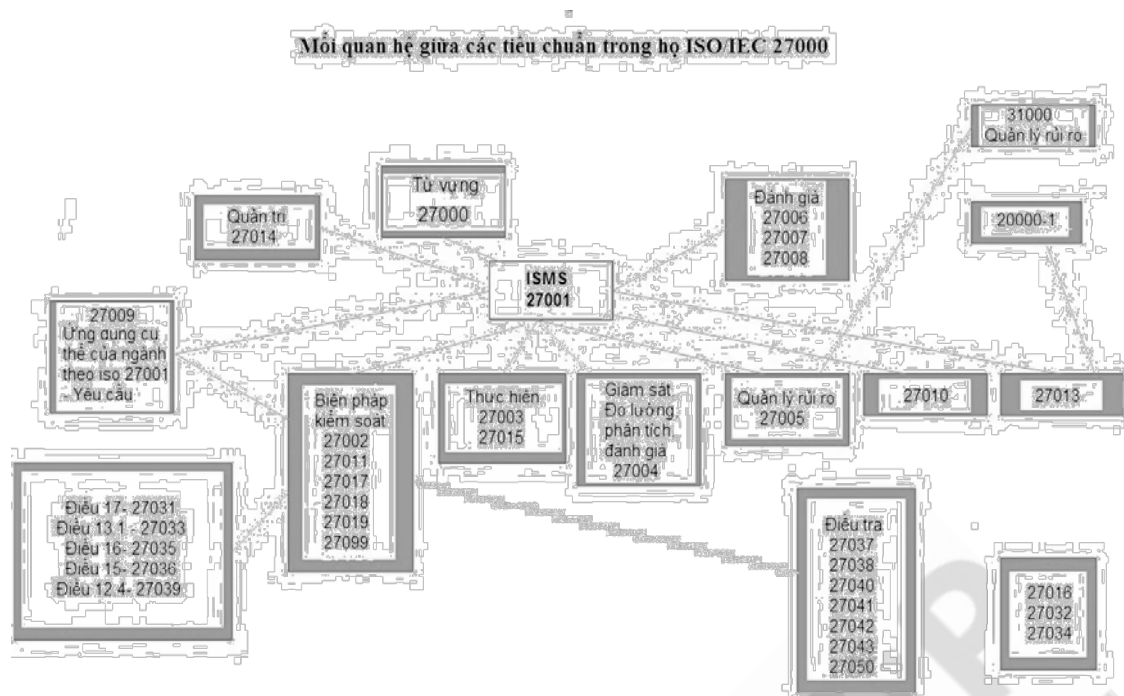 Mối quan hệ giữa các tiêu chuẩn trong họ ISO/IEC 27000
31000
Quản lý rủi ro
Từ vựng
27000
Đánh giá
27006
27007
27008
Quản trị
27014
20000-1
ISMS
27001
27009
Ứng dụng cụ
thể của ngành
theo iso 27001
- Yêu cầu
Biện pháp
kiểm soát
27002
27011
27017
27018
27019
27099
Thực hiện
27003
27015
Giám sát
Đo lường
phân tích
đánh giá
27004
Quản lý rủi ro
27005
27010
27013
Điều 17- 27031
Điều 13.1 - 27033
Điều 16- 27035
Điều 15- 27036
Điều 12.4- 27039
Điều tra
27037
27038
27040
27041
27042
27043
27050
27016
27032
27034